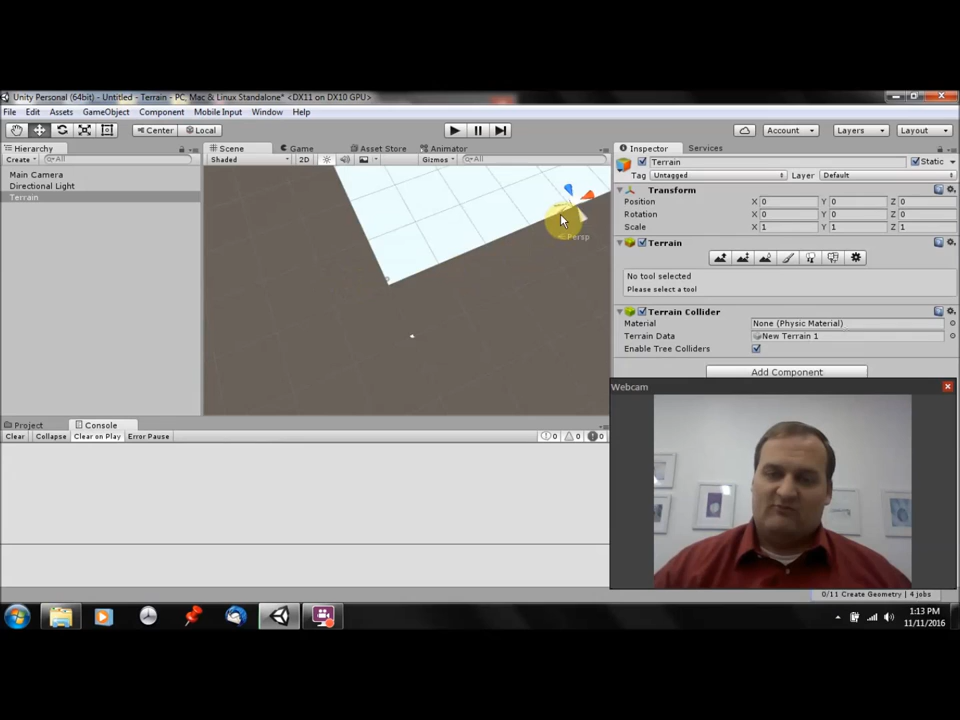 Unity Personal (64bit) - Untitled - Terrain - PC, Mac & Linux Standalone* <DX11 on DX10 GPU>
File Edit Assets GameObject Component Mobile Input Window Help
Center Local Account Layers Layout
Hierarchy
Create All
Main Camera
Directional Light
Terrain
Scene Game Asset Store Animator
Shaded 2D Gizmos All
Persp
Inspector Services
Terrain Static
Tag Untagged Layer Default
Transform
Position X 0 Y 0 Z 0
Rotation X 0 Y 0 Z 0
Scale X 1 Y 1 Z 1
Terrain
No tool selected
Please select a tool
Terrain Collider
Material None (Physic Material)
Terrain Data New Terrain 1
Enable Tree Colliders
Add Component
Project Console
Clear Collapse Clear on Play Error Pause 0 0 0
Webcam
0/11 Create Geometry | 4 jobs
1:13 PM
11/11/2016